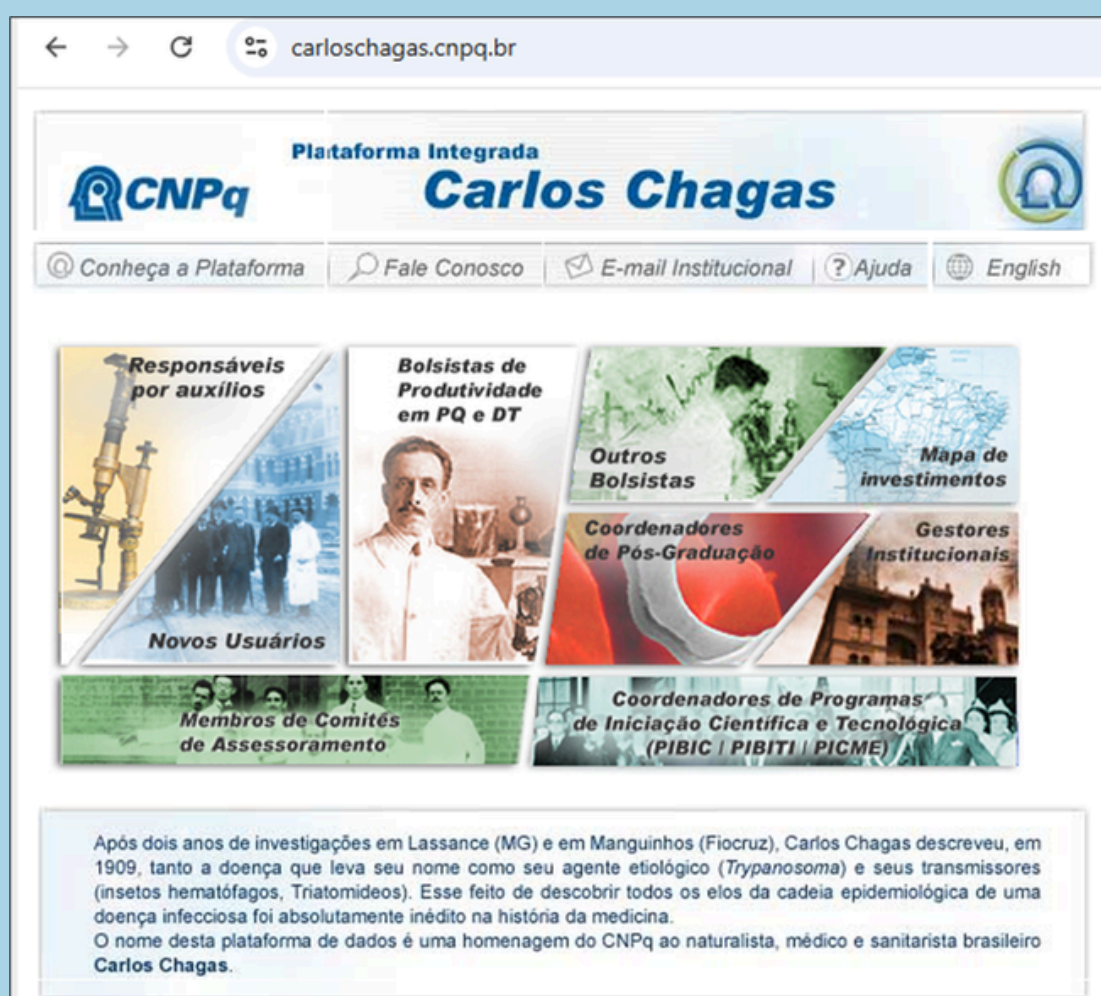 carloschagas.cnpq.br
CNPq
Plataforma Integrada
Carlos Chagas
@ Conheça a Plataforma
Fale Conosco
E-mail Institucional
? Ajuda
English
Responsáveis
por auxílios
Novos Usuários
Bolsistas de
Produtividade
em PQ e DT
Outros
Bolsistas
Mapa de
investimentos
Coordenadores
de Pós-Graduação
Gestores
Institucionais
Membros de Comitês
de Assessoramento
Coordenadores de Programas
de Iniciação Científica e Tecnológica
(PIBIC / PIBITI / PICME)
Após dois anos de investigações em Lassance (MG) e em Manguinhos (Fiocruz), Carlos Chagas descreveu, em
1909, tanto a doença que leva seu nome como seu agente etiológico (Trypanosoma) e seus transmissores
(insetos hematófagos, Triatomideos). Esse feito de descobrir todos os elos da cadeia epidemiológica de uma
doença infecciosa foi absolutamente inédito na história da medicina.
O nome desta plataforma de dados é uma homenagem do CNPq ao naturalista, médico e sanitarista brasileiro
Carlos Chagas.